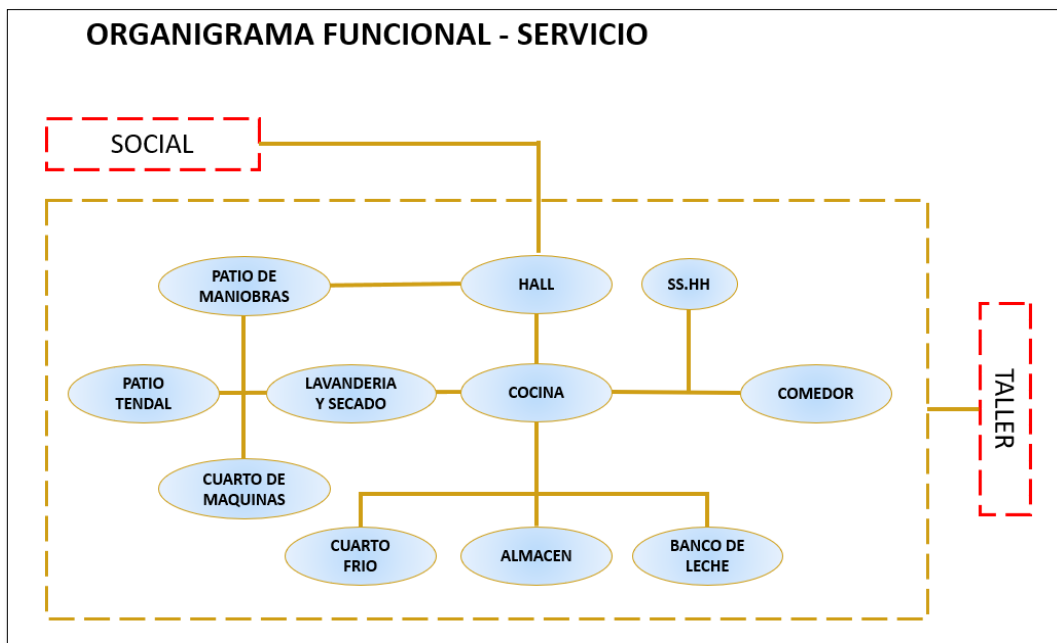 ORGANIGRAMA FUNCIONAL - SERVICIO
SOCIAL
PATIO DE
MANIOBRAS
HALL
SS.HH
PATIO
TENDAL
LAVANDERIA
Y SECADO
COCINA
COMEDOR
TALLER
CUARTO DE
MAQUINAS
CUARTO
FRIO
ALMACEN
BANCO DE
LECHE